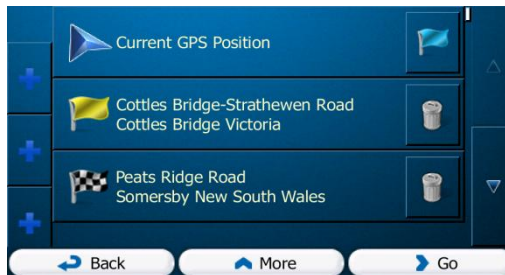 Current GPS Position
Cottles Bridge-Strathewen Road
Cottles Bridge Victoria
Peats Ridge Road
Somersby New South Wales
Back
More
Go